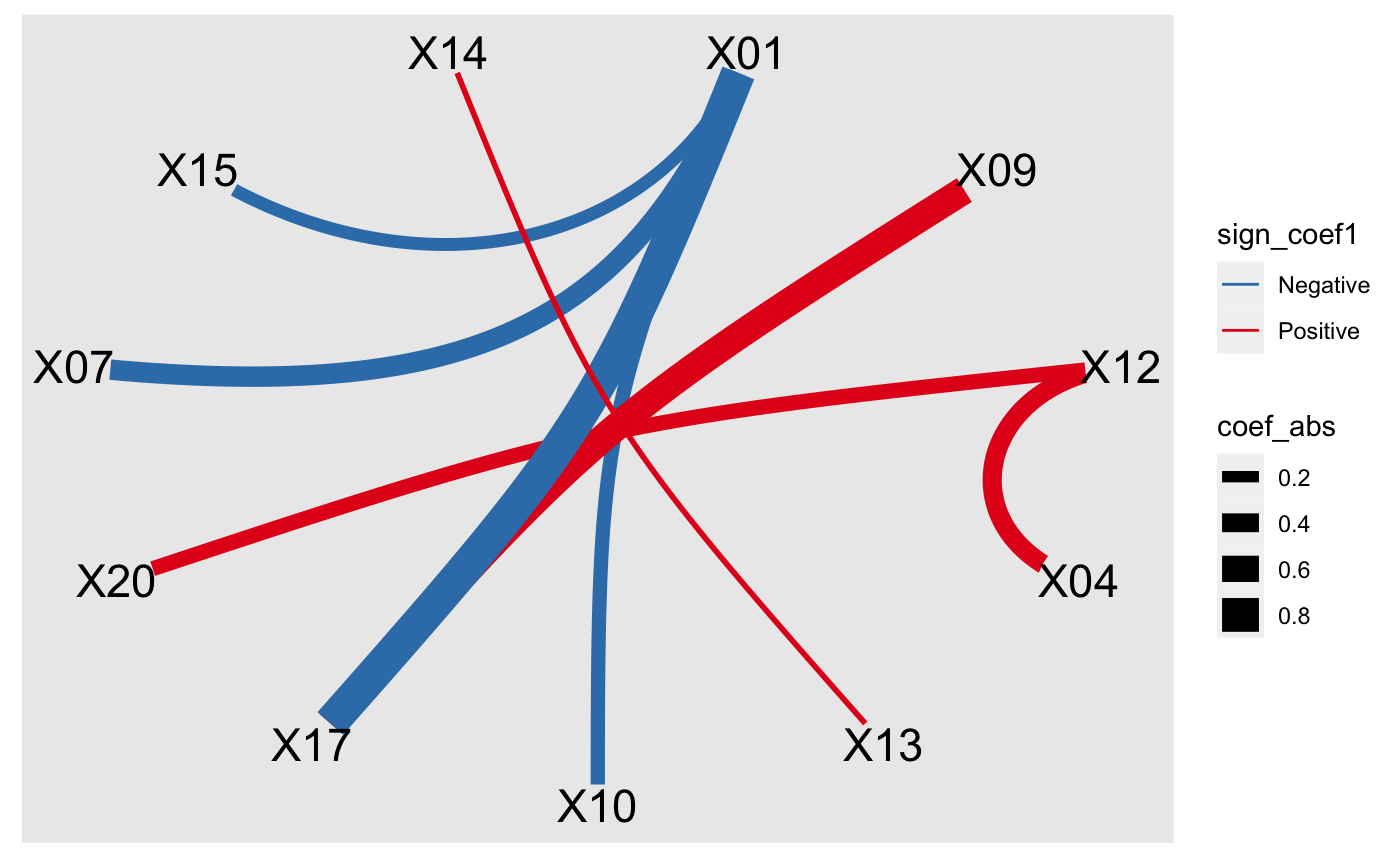 X14
X01
X15
X09
X07
X12
X20
X04
X17
X13
X10
sign_coef1
Negative
Positive
coef_abs
0.2
0.4
0.6
0.8